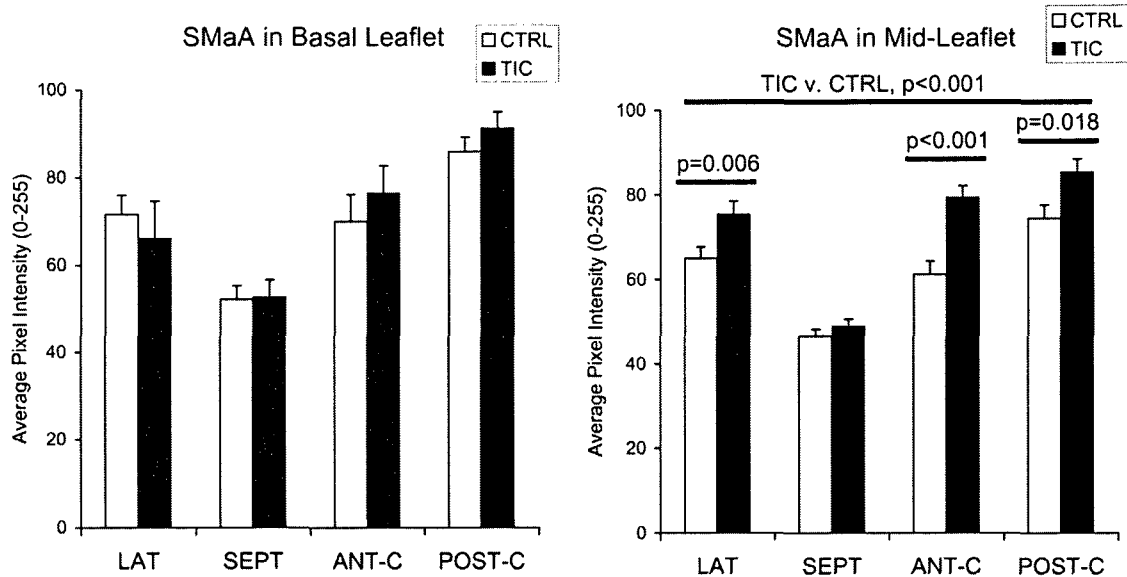 SMaA in Basal Leaflet
CTRL
TIC
Average Pixel Intensity (0-255)
100
80
60
40
20
0
LAT SEPT ANT-C POST-C
SMaA in Mid-Leaflet
CTRL
TIC
TIC v. CTRL, p<0.001
p=0.006
p<0.001
p=0.018
Average Pixel Intensity (0-255)
100
80
60
40
20
0
LAT SEPT ANT-C POST-C